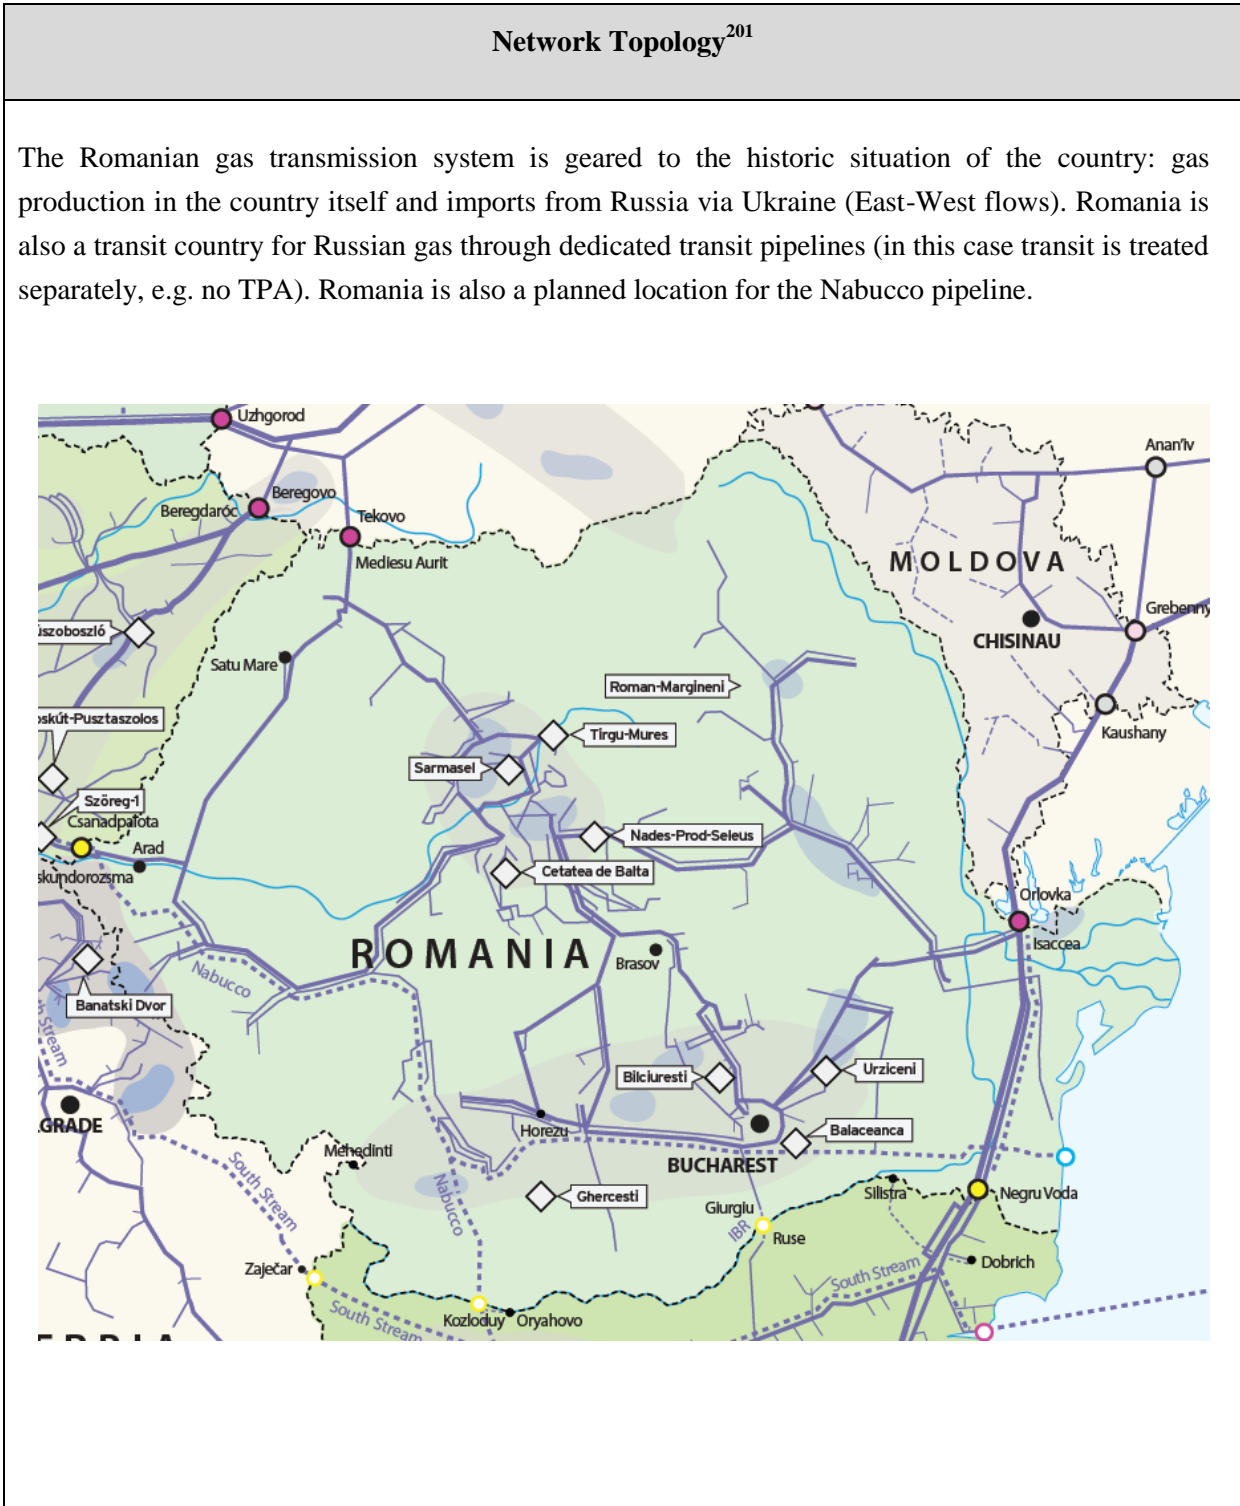 Network Topology201
The Romanian gas transmission system is geared to the historic situation of the country: gas
production in the country itself and imports from Russia via Ukraine (East-West flows). Romania is
also a transit country for Russian gas through dedicated transit pipelines (in this case transit is treated
separately, e.g. no TPA). Romania is also a planned location for the Nabucco pipeline.
Uzhgorod
Anan'iv
Beregovo
Beregdaróc
Tekovo
Mediesu Aurit
MOLDOVA
Grebenny
úszoboszló
CHISINAU
Satu Mare
Roman-Margineni
oskút-Pusztaszolos
Kaushany
Tirgu-Mures
Sarmasel
Szöreg-1
Csanadpalota
Nades-Prod-Seleus
Arad
skundorozsma
Cetatea de Balta
Orlovka
Isaccea
ROMANIA
Brasov
Nabucco
Banatski Dvor
th Stream
Bilciuresti
Urziceni
GRADE
Horezu
Balaceanca
Mehedinti
BUCHAREST
South Stream
Nabucco
Ghercesti
Silistra
Negru Voda
Giurgiu
IBR
Ruse
Zaječar
Dobrich
South Stream
South Stream
Kozloduy
Oryahovo